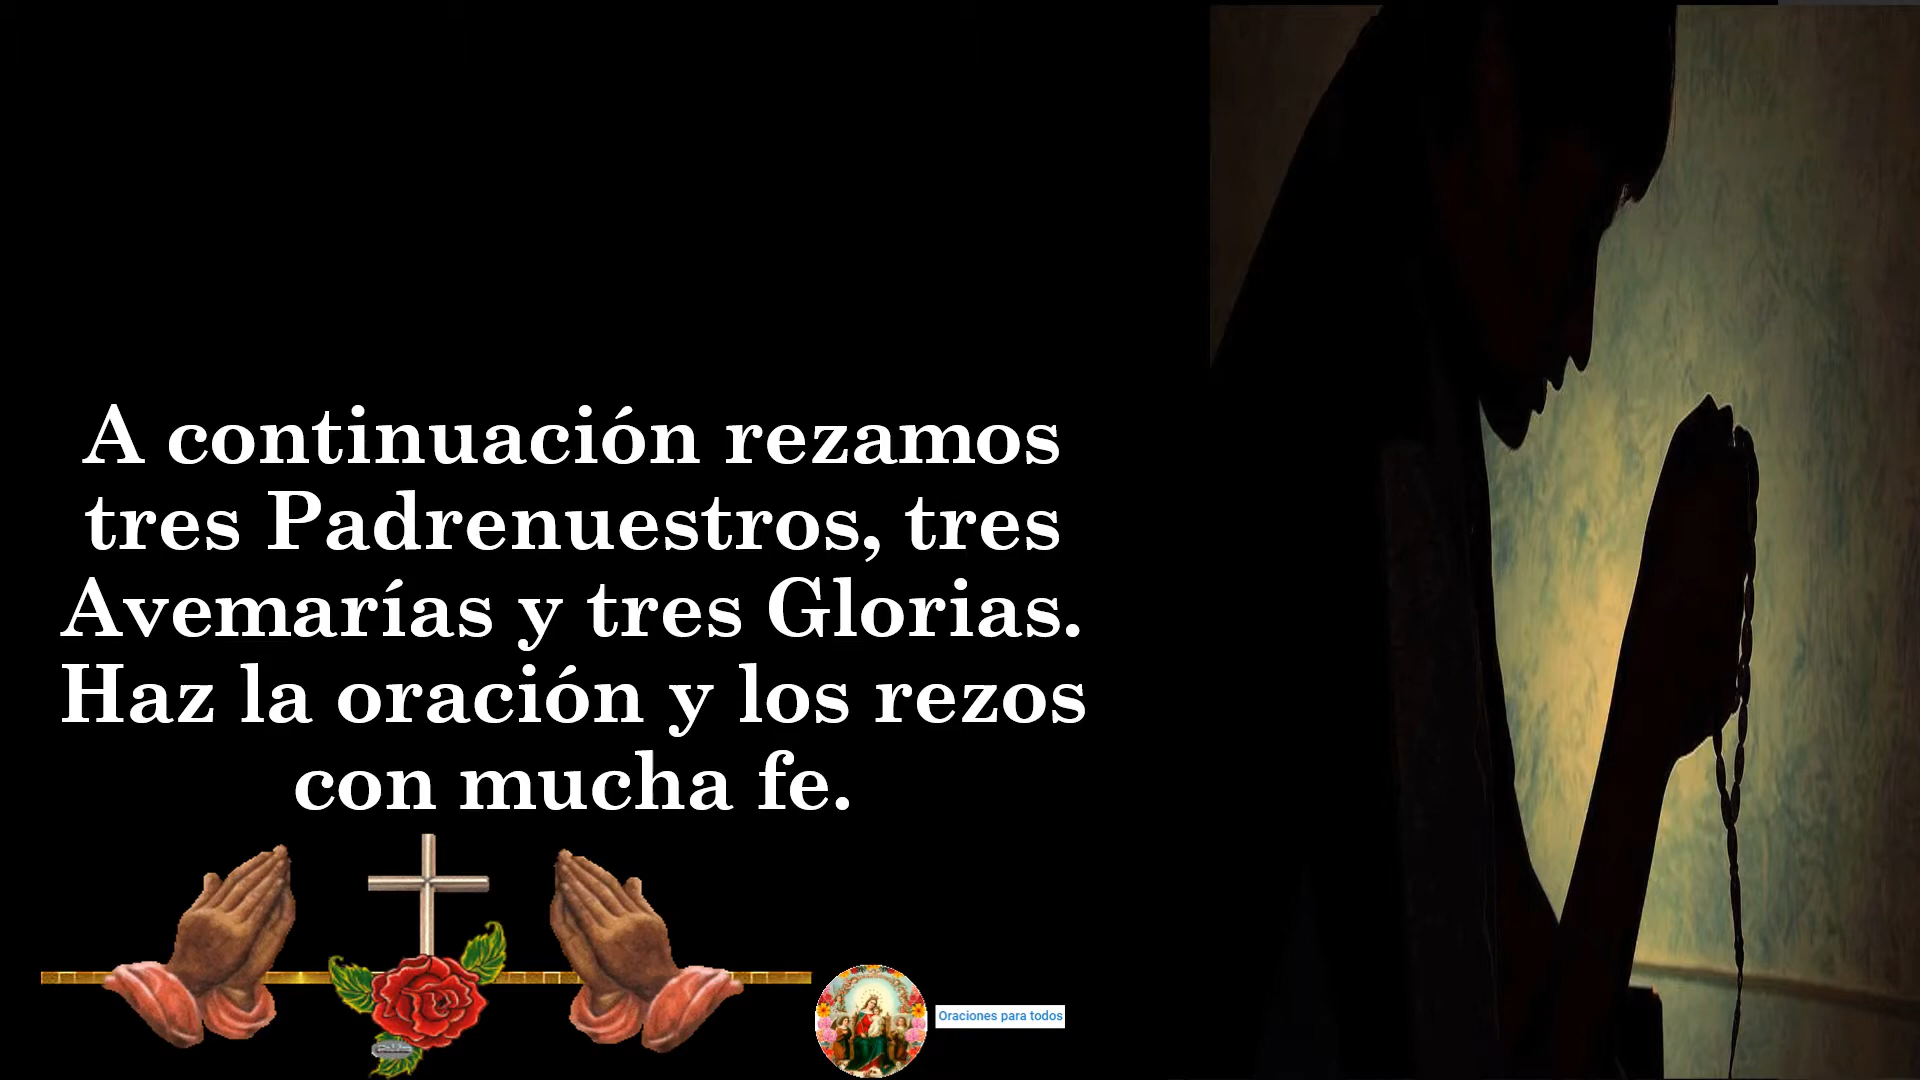 A continuación rezamos
tres Padrenuestros, tres
Avemarías y tres Glorias.
Haz la oración y los rezos
con mucha fe.
Oraciones para todos